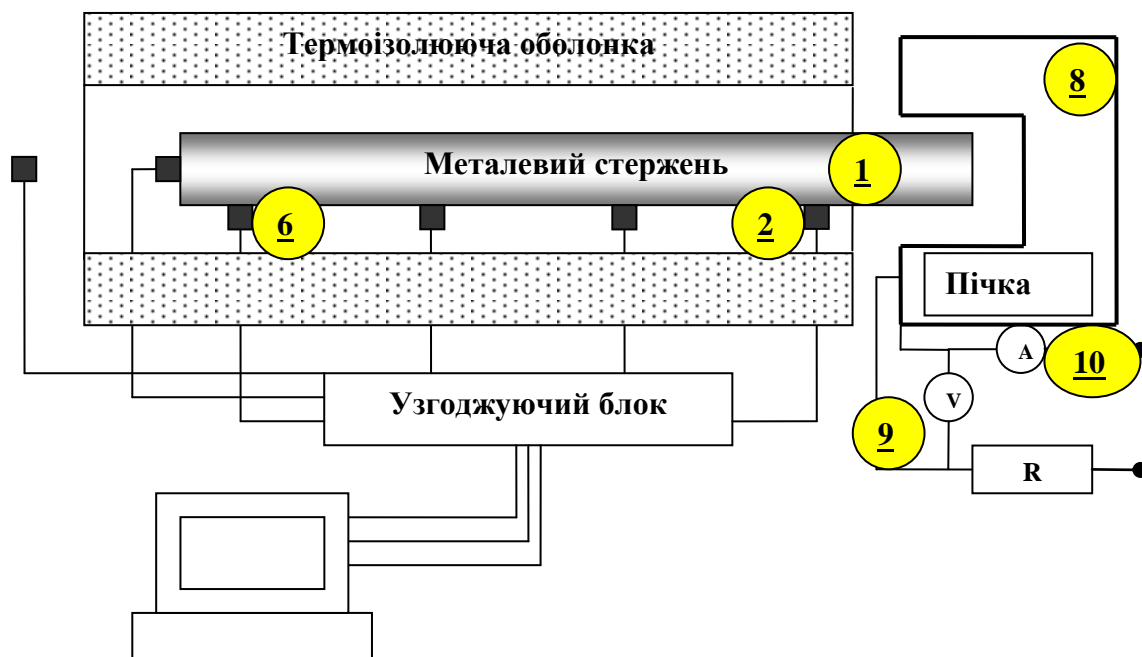 Термоізолююча оболонка
8
Металевий стержень
1
6
2
Пічка
A
10
Узгоджуючий блок
V
9
R